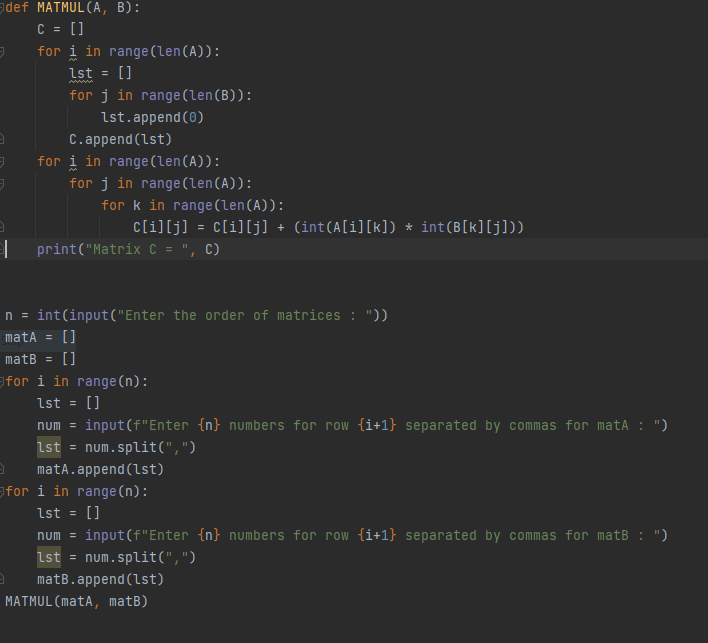 def MATMUL(A, B):
    C = []
    for i in range(len(A)):
        lst = []
        for j in range(len(B)):
            lst.append(0)
        C.append(lst)
    for i in range(len(A)):
        for j in range(len(A)):
            for k in range(len(A)):
                C[i][j] = C[i][j] + (int(A[i][k]) * int(B[k][j]))
    print("Matrix C = ", C)
n = int(input("Enter the order of matrices : "))
matA = []
matB = []
for i in range(n):
    lst = []
    num = input(f"Enter {n} numbers for row {i+1} separated by commas for matA : ")
    lst = num.split(",")
    matA.append(lst)
for i in range(n):
    lst = []
    num = input(f"Enter {n} numbers for row {i+1} separated by commas for matB : ")
    lst = num.split(",")
    matB.append(lst)
MATMUL(matA, matB)